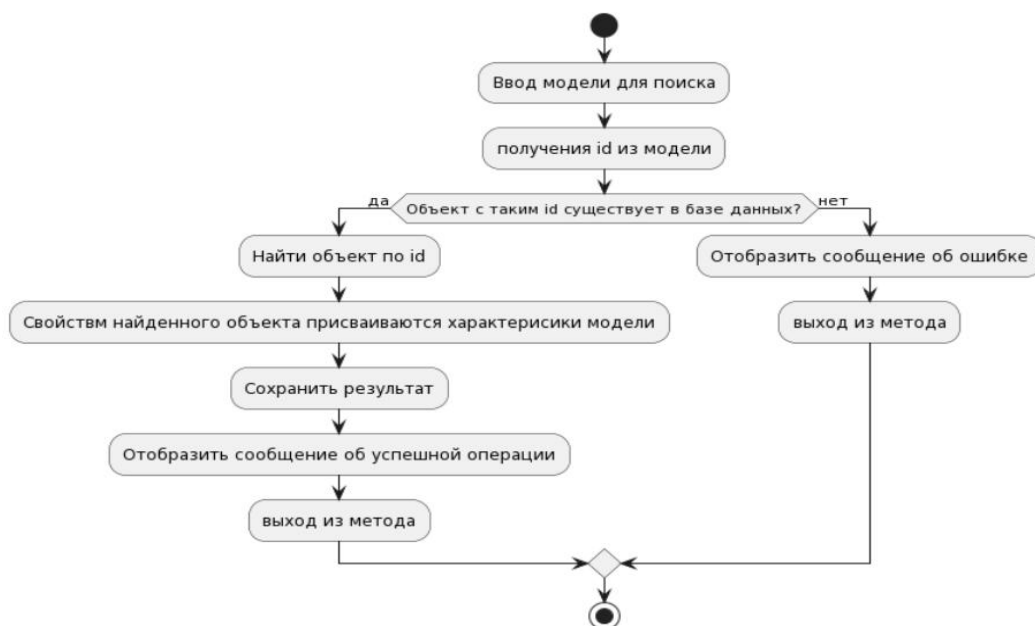 Ввод модели для поиска
получения id из модели
да
Объект с таким id существует в базе данных?
нет
Найти объект по id
Отобразить сообщение об ошибке
Свойствм найденного объекта присваиваются характерисики модели
выход из метода
Сохранить результат
Отобразить сообщение об успешной операции
выход из метода